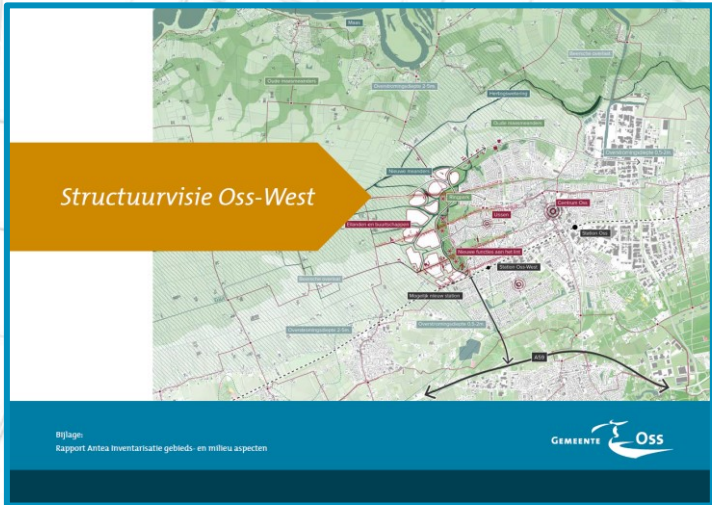 Maas
Oude maasmeanders
Overstromingsdiepte 2-5m
Hertogswetering
Oude maasmeanders
Overstromingsdiepte 0,5-2m
Structuurvisie Oss-West
Nieuwe meanders
Ringpark
Eilanden en buurtschappen
Ussen
Centrum Oss
Station Oss
Nieuwe functies aan het lint
Station Oss-West
Mogelijk nieuw station
Overstromingsdiepte 2-5m
Overstromingsdiepte 0,5-2m
A59
Bijlage:
Rapport Antea Inventarisatie gebieds- en milieu aspecten
GEMEENTE Oss